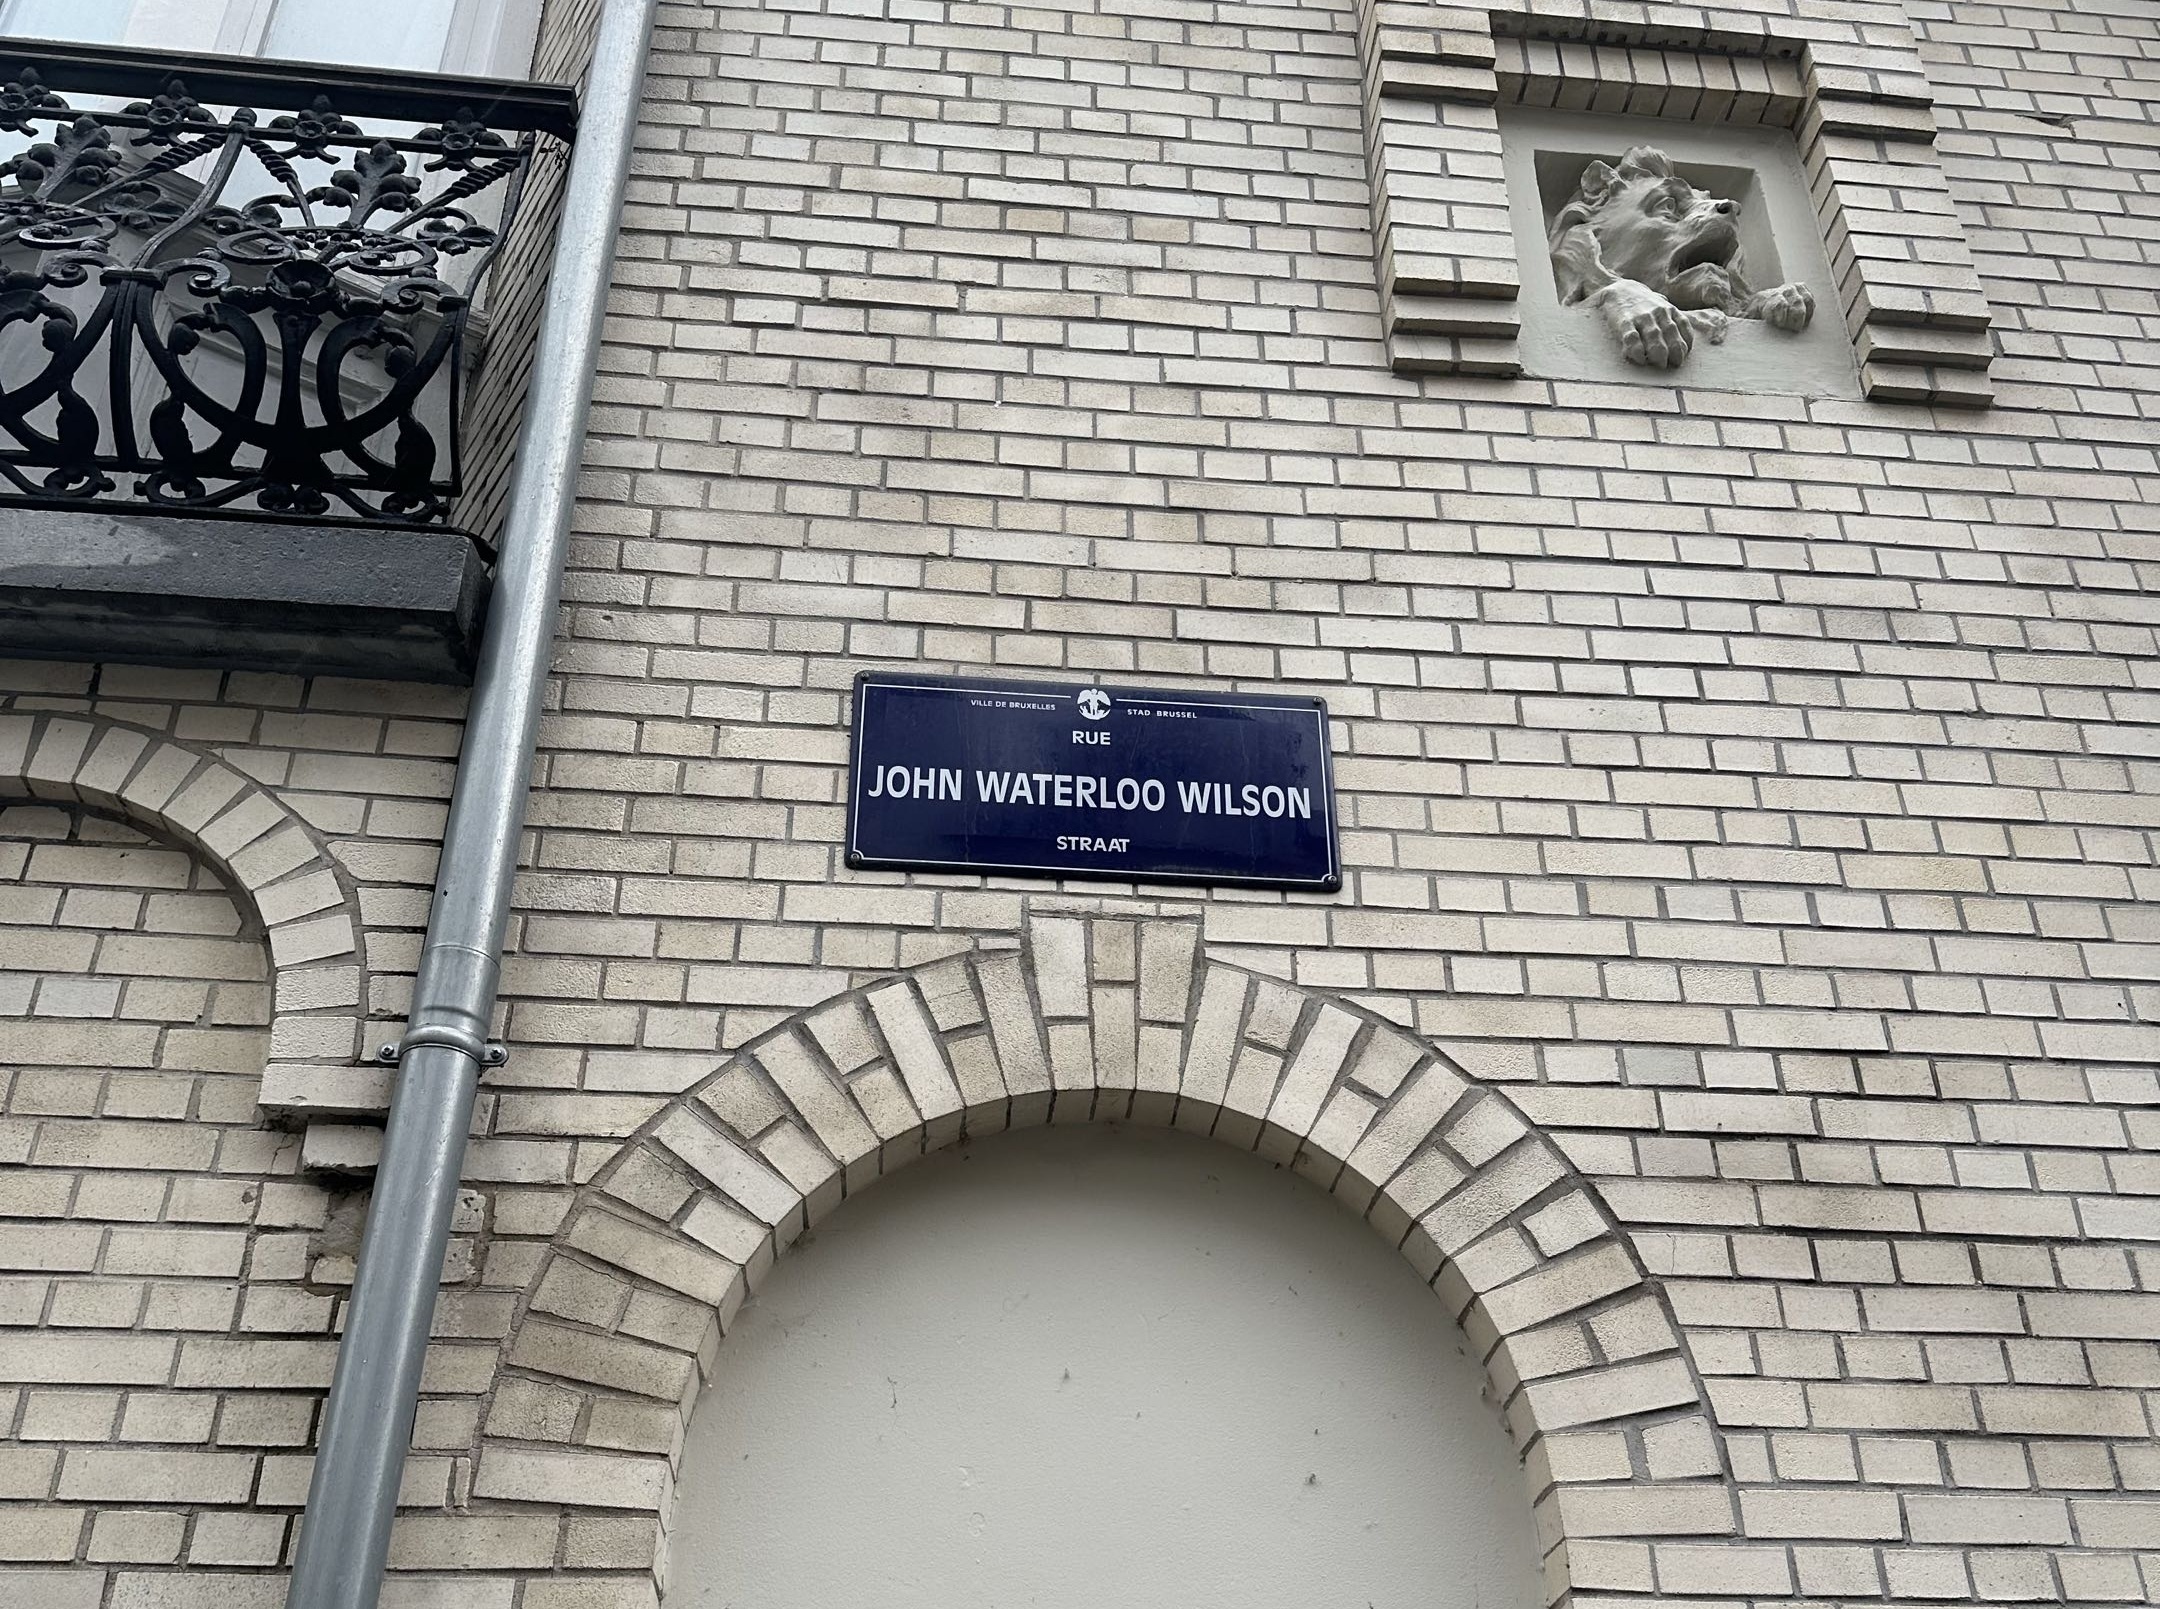 VILLE DE BRUXELLES STAD BRUSSEL
RUE
JOHN WATERLOO WILSON
STRAAT